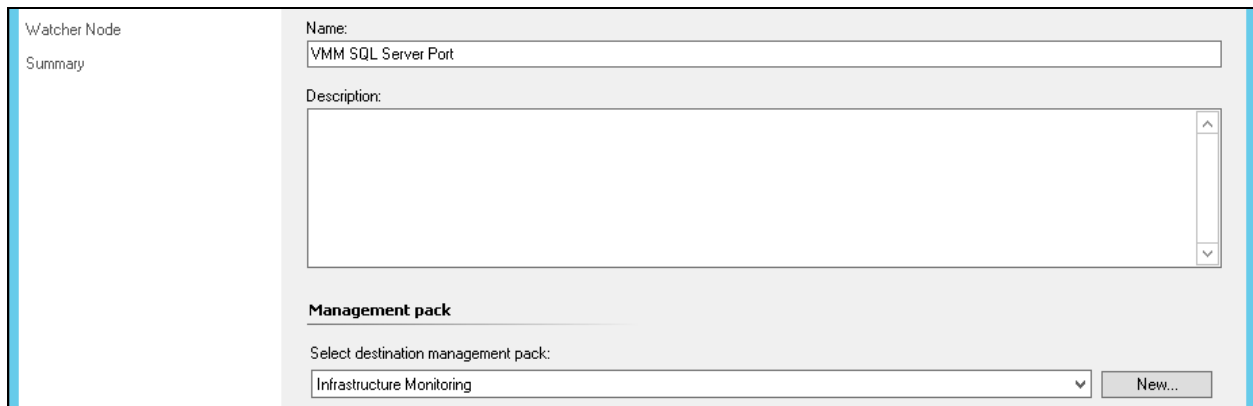 Watcher Node
Summary
Name:
VMM SQL Server Port
Description:
Management pack
Select destination management pack:
Infrastructure Monitoring
New...